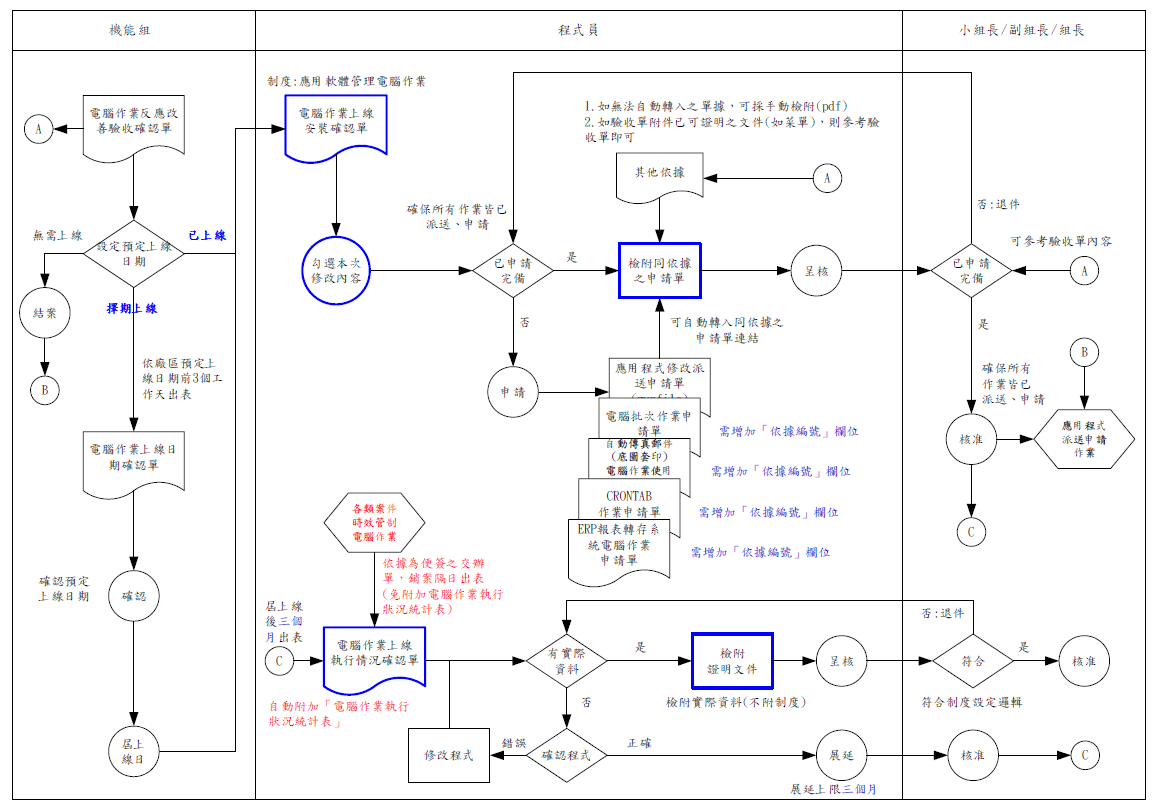 機能組
程式員
小組長/副組長/組長
電腦作業反應改
善驗收確認單
A
設定預定上線
日期
無需上線
已上線
擇期上線
結案
B
依廠區預定上
線日期前3個工
作天出表
電腦作業上線日
期確認單
確認預定
上線日期
確認
屆上
線日
制度:應用軟體管理電腦作業
電腦作業上線
安裝確認單
勾選本次
修改內容
確保所有作業皆已
派送、申請
已申請
完備
是
否
申請
1.如無法自動轉入之單據，可採手動檢附(pdf)
2.如驗收單附件已可證明之文件(如菜單)，則參考驗
收單即可
其他依據
A
檢附同依據
之申請單
呈核
可自動轉入同依據之
申請單連結
應用程式修改派
送申請單
電腦批次作業申
請單
需增加「依據編號」欄位
自動傳真郵件
(底圖套印)
電腦作業使用
需增加「依據編號」欄位
CRONTAB
作業申請單
需增加「依據編號」欄位
ERP報表轉存系
統電腦作業
申請單
需增加「依據編號」欄位
否:退件
已申請
完備
可參考驗收單內容
A
是
確保所有
作業皆已
派送、申請
核准
B
應用程式
派送申請
作業
C
各類案件
時效管制
電腦作業
依據為便簽之交辦
單，銷案隔日出表
(免附加電腦作業執行
狀況統計表)
屆上線
後三個
月出表
C
電腦作業上線
執行情況確認單
自動附加「電腦作業執行
狀況統計表」
有實際
資料
是
否
檢附
證明文件
檢附實際資料(不附制度)
呈核
否:退件
符合
符合制度設定邏輯
是
核准
修改程式
錯誤
確認程式
正確
展延
展延上限三個月
核准
C